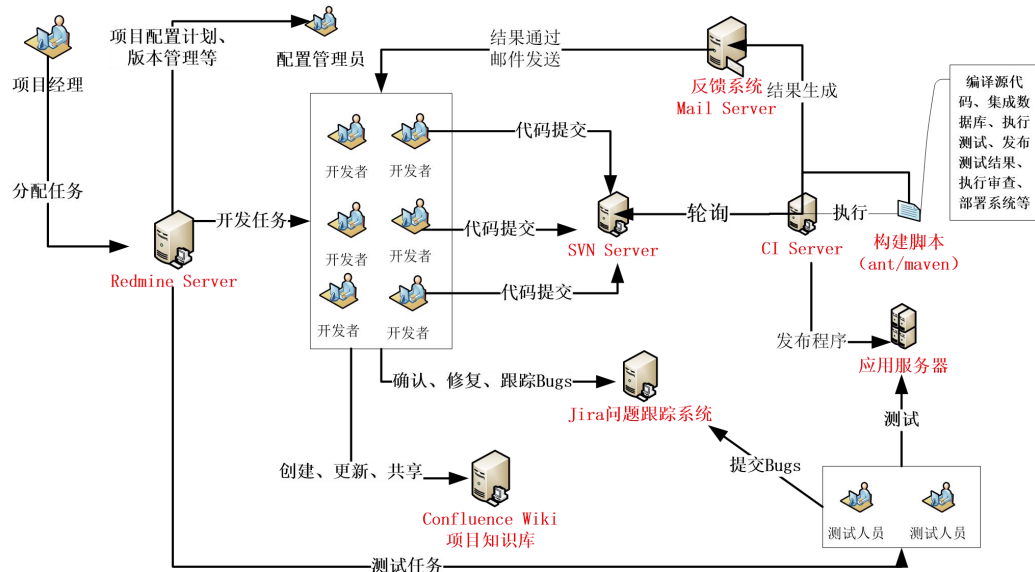 项目经理
项目配置计划、
版本管理等
配置管理员
结果通过
邮件发送
反馈系统
Mail Server
结果生成
编译源代
码、集成数
据库、执行
测试、发布
测试结果、
执行审查、
部署系统等
分配任务
Redmine Server
开发任务
开发者
开发者
开发者
开发者
开发者
开发者
代码提交
代码提交
代码提交
SVN Server
轮询
CI Server
执行
构建脚本
（ant/maven）
发布程序
应用服务器
确认、修复、跟踪Bugs
Jira问题跟踪系统
测试
提交Bugs
创建、更新、共享
Confluence Wiki
项目知识库
测试人员
测试人员
测试任务